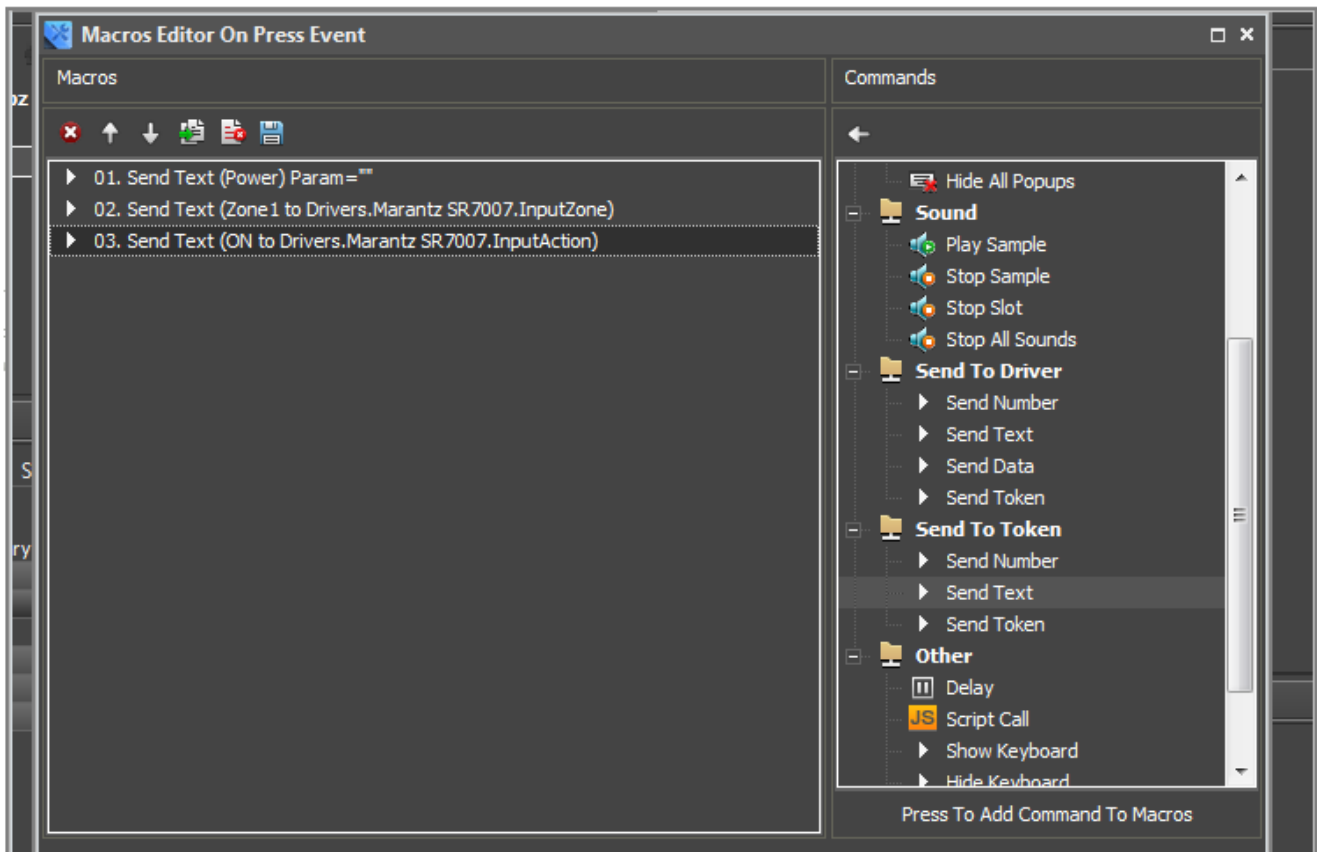 Macros Editor On Press Event
Macros
Commands
oz
01. Send Text (Power) Param=""
02. Send Text (Zone1 to Drivers.Marantz SR7007.InputZone)
03. Send Text (ON to Drivers.Marantz SR7007.InputAction)
S
ry
Hide All Popups
Sound
Play Sample
Stop Sample
Stop Slot
Stop All Sounds
Send To Driver
Send Number
Send Text
Send Data
Send Token
Send To Token
Send Number
Send Text
Send Token
Other
Delay
JS Script Call
Show Keyboard
Hide Keyboard
Press To Add Command To Macros